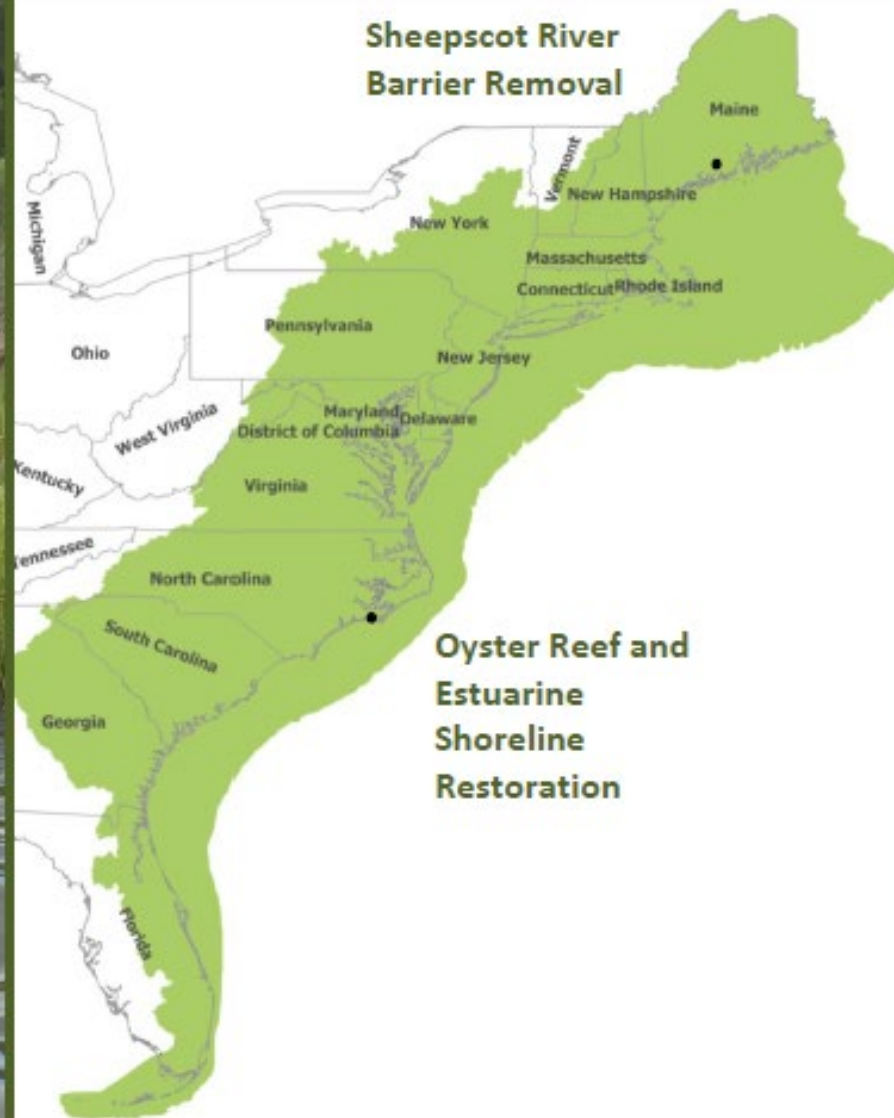 Sheepscot River
Barrier Removal
Maine
Vermont
New Hampshire
Michigan
New York
Massachusetts
Connecticut
Rhode Island
Pennsylvania
Ohio
New Jersey
Maryland
Delaware
District of Columbia
West Virginia
Kentucky
Virginia
Tennessee
North Carolina
South Carolina
Oyster Reef and
Estuarine
Shoreline
Restoration
Georgia
Florida